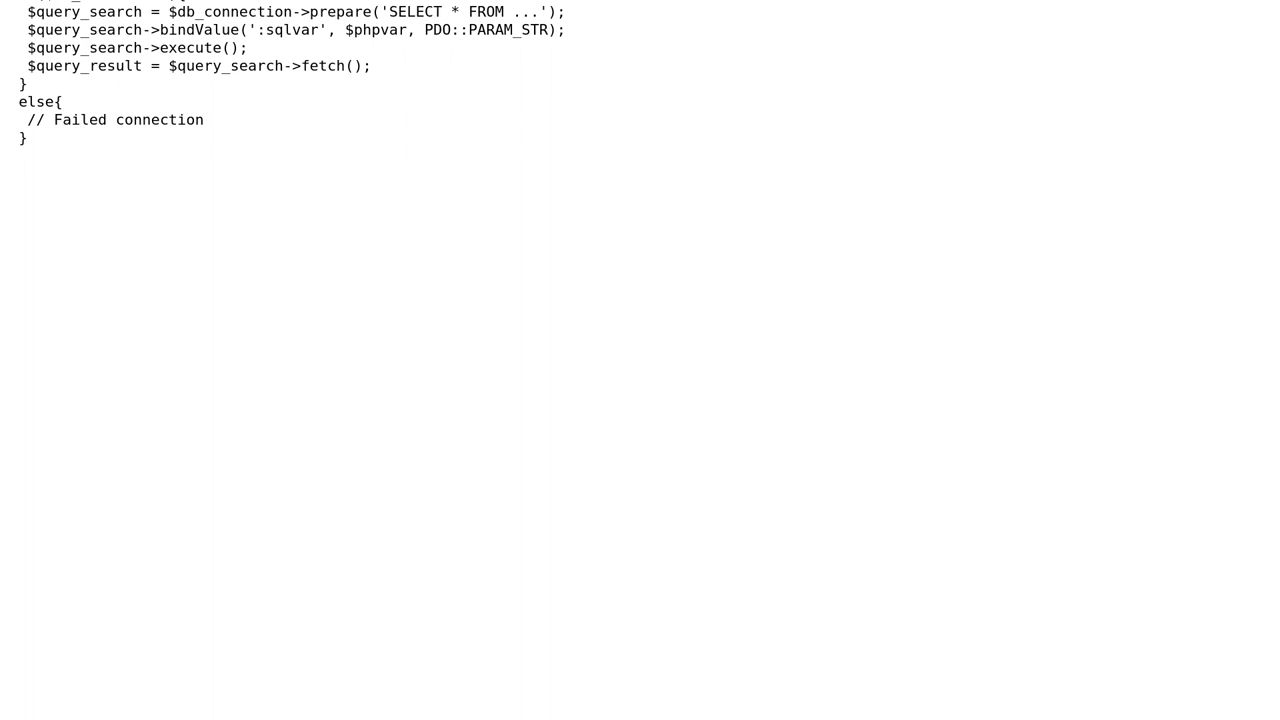 $query_search = $db_connection->prepare('SELECT * FROM ...');
$query_search->bindValue(':sqlvar', $phpvar, PDO::PARAM_STR);
$query_search->execute();
$query_result = $query_search->fetch();
}
else{
// Failed connection
}